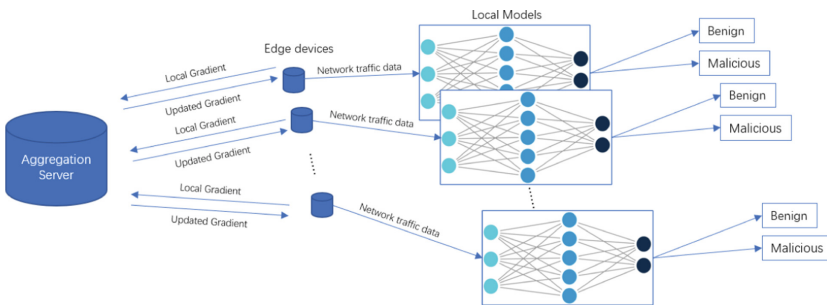 Local Models
Edge devices
Benign
Local Gradient
Network traffic data
Malicious
Updated Gradient
Benign
Local Gradient
Network traffic data
Malicious
Updated Gradient
Aggregation
Server
Local Gradient
Network traffic data
Updated Gradient
Benign
Malicious